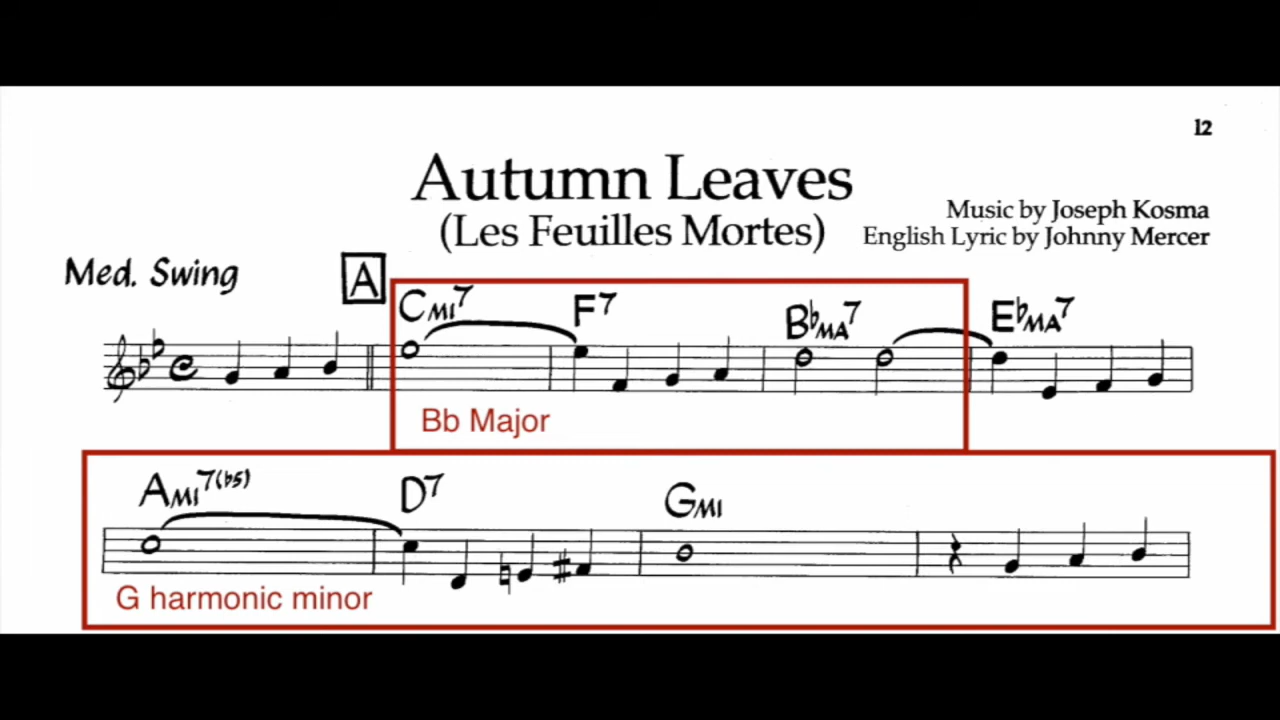 12
Autumn Leaves
(Les Feuilles Mortes)
Music by Joseph Kosma
English Lyric by Johnny Mercer
Med. Swing
A
CMI7 F7 B♭MA7 E♭MA7
Bb Major
AMI7(♭5) D7 GMI
G harmonic minor